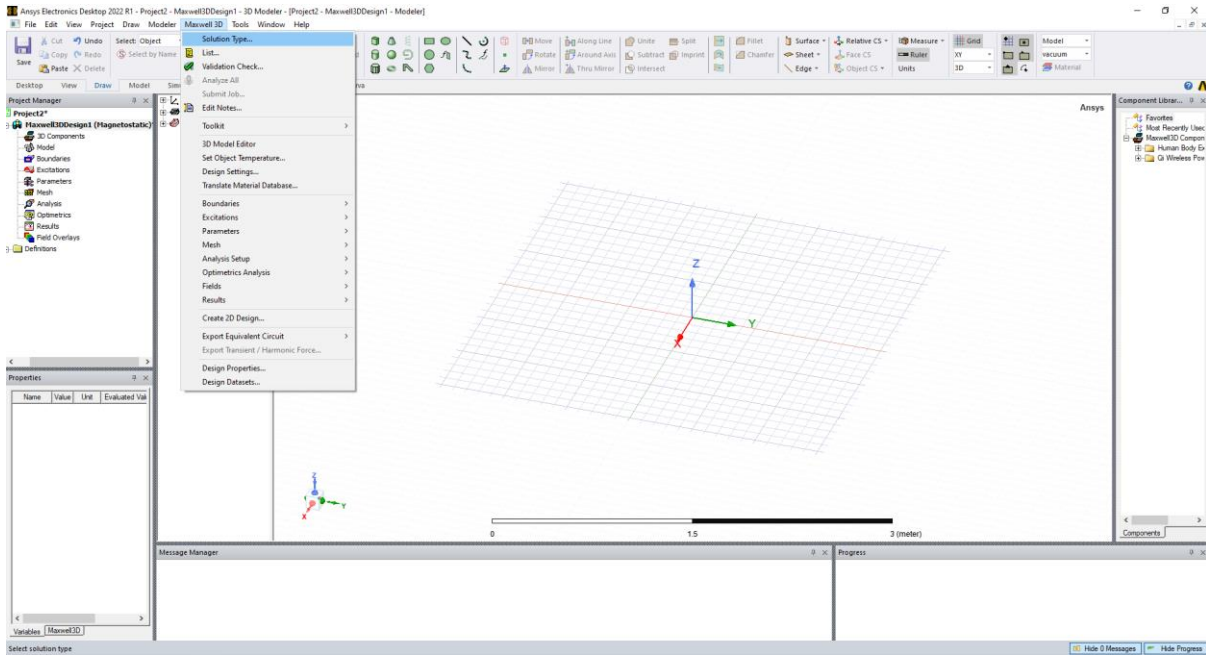 Ansys Electronics Desktop 2022 R1 - Project2 - Maxwell3DDesign1 - 3D Modeler - [Project2 - Maxwell3DDesign1 - Modeler]
File Edit View Project Draw Modeler Maxwell 3D Tools Window Help
Save
Cut Undo
Copy Redo
Paste Delete
Select: Object
Select by Name
Move Along Line Unite Split Fillet
Rotate Around Axis Subtract Imprint Chamfer
Mirror Thru Mirror Intersect
Surface Relative CS Measure Grid Model
Sheet Face CS Ruler XY vacuum
Edge Object CS Units 3D Material
Desktop View Draw Model
Project Manager
Project2*
Maxwell3DDesign1 (Magnetostatic)*
3D Components
Model
Boundaries
Excitations
Parameters
Mesh
Analysis
Optimetrics
Results
Field Overlays
Definitions
Solution Type...
List...
Validation Check...
Analyze All
Submit Job...
Edit Notes...
Toolkit
3D Model Editor
Set Object Temperature...
Design Settings...
Translate Material Database...
Boundaries
Excitations
Parameters
Mesh
Analysis Setup
Optimetrics Analysis
Fields
Results
Create 2D Design...
Export Equivalent Circuit
Export Transient / Harmonic Force...
Design Properties...
Design Datasets...
Ansys
Z
Y
X
Z
Y
X
0 1.5 3 (meter)
Component Librar...
Favorites
Most Recently Usec
Maxwell3D Compon
Human Body Ex
Qi Wireless Pow
Components
Properties
Name Value Unit Evaluated Val
Variables Maxwell3D
Message Manager
Progress
Select solution type
Hide 0 Messages Hide Progress